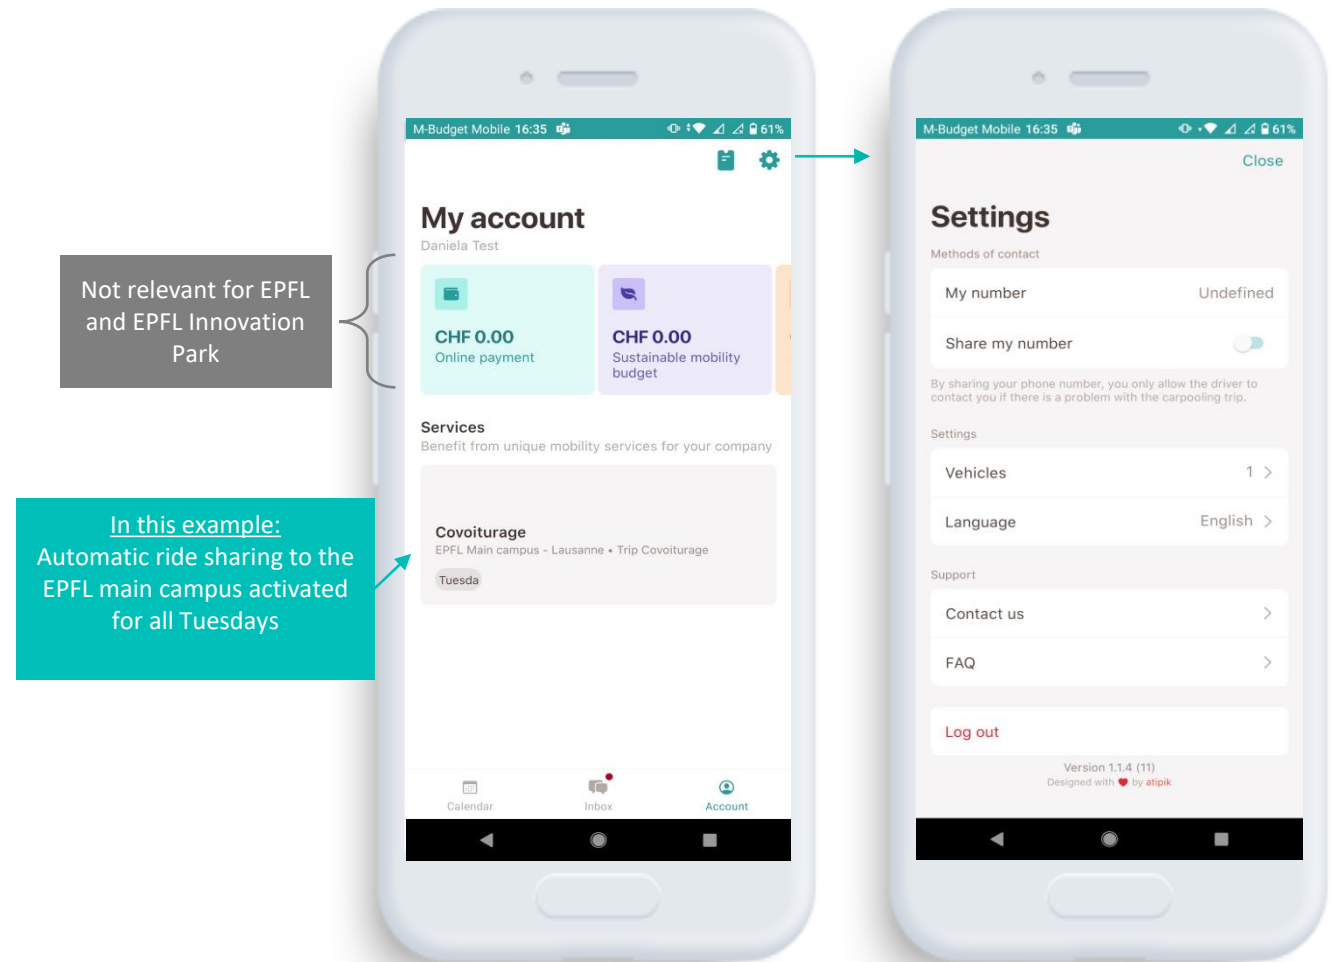 Not relevant for EPFL
and EPFL Innovation
Park
In this example:
Automatic ride sharing to the
EPFL main campus activated
for all Tuesdays
M-Budget Mobile 16:35
61%
My account
Daniela Test
CHF 0.00
Online payment
CHF 0.00
Sustainable mobility
budget
Services
Benefit from unique mobility services for your company
Covoiturage
EPFL Main campus - Lausanne • Trip Covoiturage
Tuesda
Calendar
Inbox
Account
M-Budget Mobile 16:35
61%
Close
Settings
Methods of contact
My number Undefined
Share my number
By sharing your phone number, you only allow the driver to
contact you if there is a problem with the carpooling trip.
Settings
Vehicles 1
Language English
Support
Contact us
FAQ
Log out
Version 1.1.4 (11)
Designed with ♥ by atipik